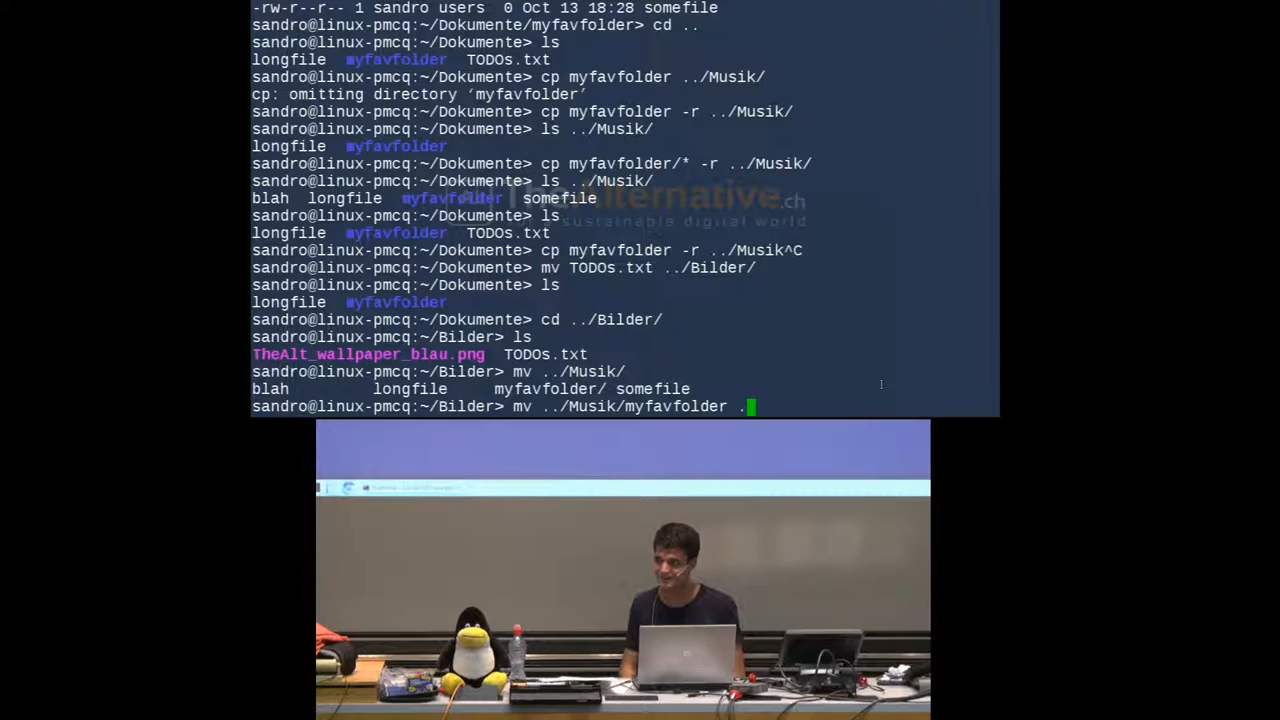 -rw-r--r-- 1 sandro users  0 Oct 13 18:28 somefile
sandro@linux-pmcq:~/Dokumente/myfavfolder> cd ..
sandro@linux-pmcq:~/Dokumente> ls
longfile  myfavfolder  TODOs.txt
sandro@linux-pmcq:~/Dokumente> cp myfavfolder ../Musik/
cp: omitting directory ‘myfavfolder’
sandro@linux-pmcq:~/Dokumente> cp myfavfolder -r ../Musik/
sandro@linux-pmcq:~/Dokumente> ls ../Musik/
longfile  myfavfolder
sandro@linux-pmcq:~/Dokumente> cp myfavfolder/* -r ../Musik/
sandro@linux-pmcq:~/Dokumente> ls ../Musik/
TheAlternative.ch
blah  longfile  myfavfolder  somefile
sandro@linux-pmcq:~/Dokumente> ls
for a sustainable digital world
longfile  myfavfolder  TODOs.txt
sandro@linux-pmcq:~/Dokumente> cp myfavfolder -r ../Musik^C
sandro@linux-pmcq:~/Dokumente> mv TODOs.txt ../Bilder/
sandro@linux-pmcq:~/Dokumente> ls
longfile  myfavfolder
sandro@linux-pmcq:~/Dokumente> cd ../Bilder/
sandro@linux-pmcq:~/Bilder> ls
TheAlt_wallpaper_blau.png  TODOs.txt
sandro@linux-pmcq:~/Bilder> mv ../Musik/
blah         longfile     myfavfolder/ somefile
sandro@linux-pmcq:~/Bilder> mv ../Musik/myfavfolder .